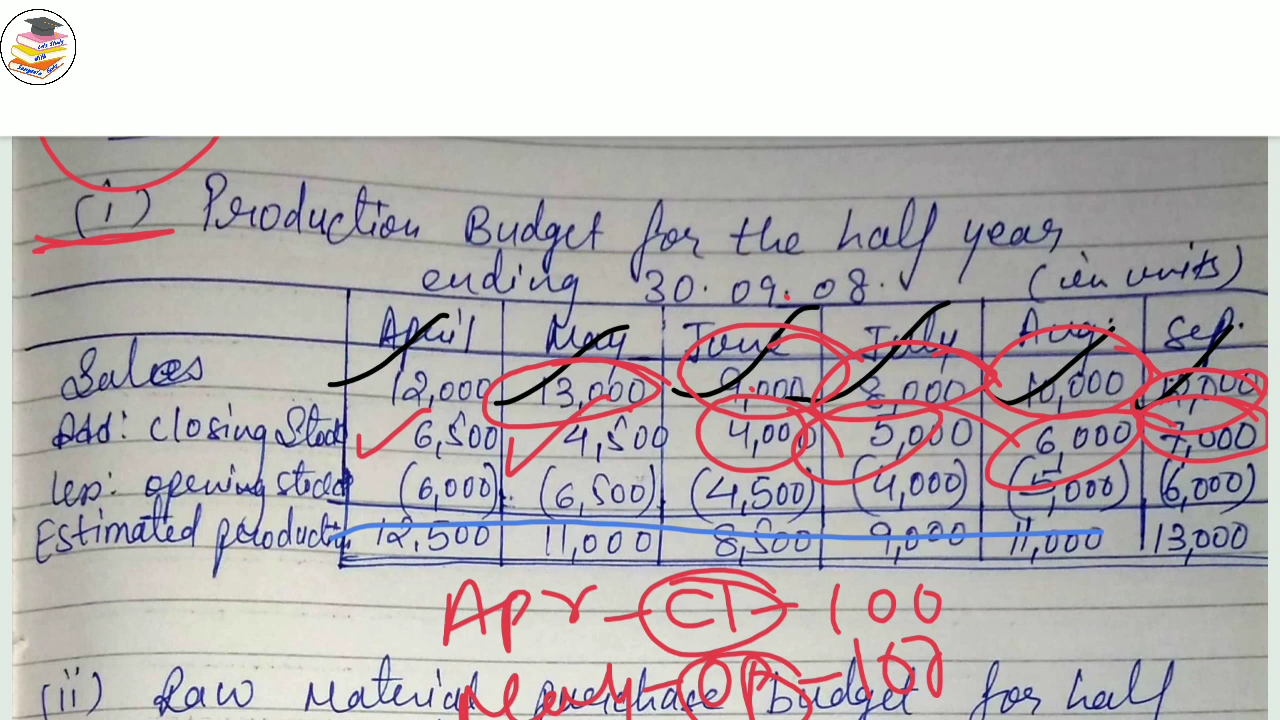 (i) Production Budget for the half year
ending 30.09.08. (in units)
April May June July Aug. Sep.
Sales 12,000 13,000 9,000 8,000 10,000
Add: Closing Stock 6,500 4,500 4,000 5,000 6,000 7,000
Less: opening stock (6,000) (6,500) (4,500) (4,000) (5,000) (6,000)
Estimated production 12,500 11,000 8,500 9,000 11,000 13,000
Apr - Cl - 100
May - OP - 100
(ii) Raw Material purchase budget for half